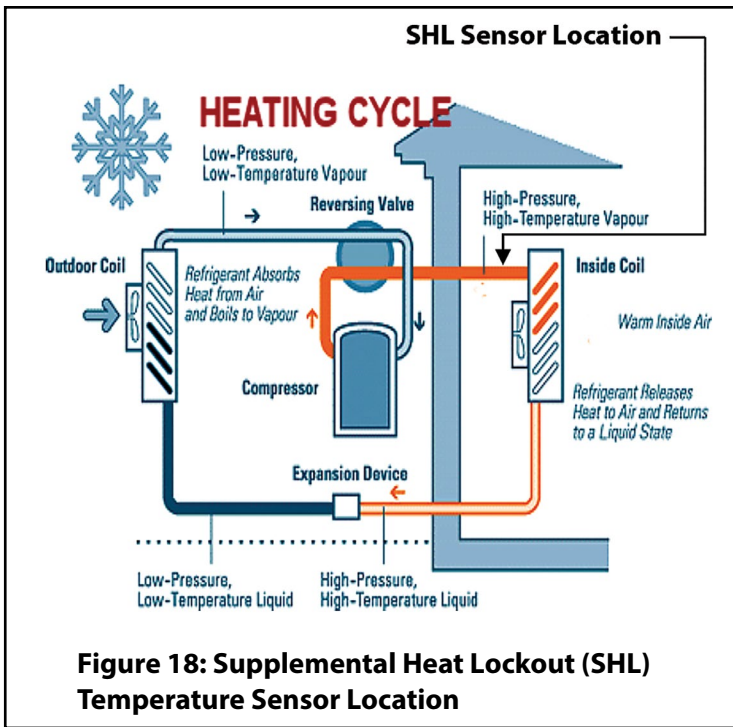 SHL Sensor Location
HEATING CYCLE
Low-Pressure,
Low-Temperature Vapour
Reversing Valve
High-Pressure,
High-Temperature Vapour
Outdoor Coil
Refrigerant Absorbs
Heat from Air
and Boils to Vapour
Inside Coil
Warm Inside Air
Compressor
Refrigerant Releases
Heat to Air and Returns
to a Liquid State
Expansion Device
Low-Pressure,
Low-Temperature Liquid
High-Pressure,
High-Temperature Liquid
Figure 18: Supplemental Heat Lockout (SHL)
Temperature Sensor Location